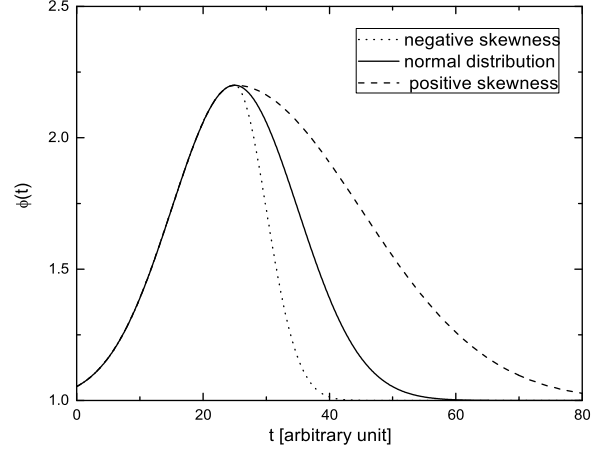 2.5
negative skewness
normal distribution
positive skewness
2.0
ϕ(t)
1.5
1.0
0 20 40 60 80
t [arbitrary unit]